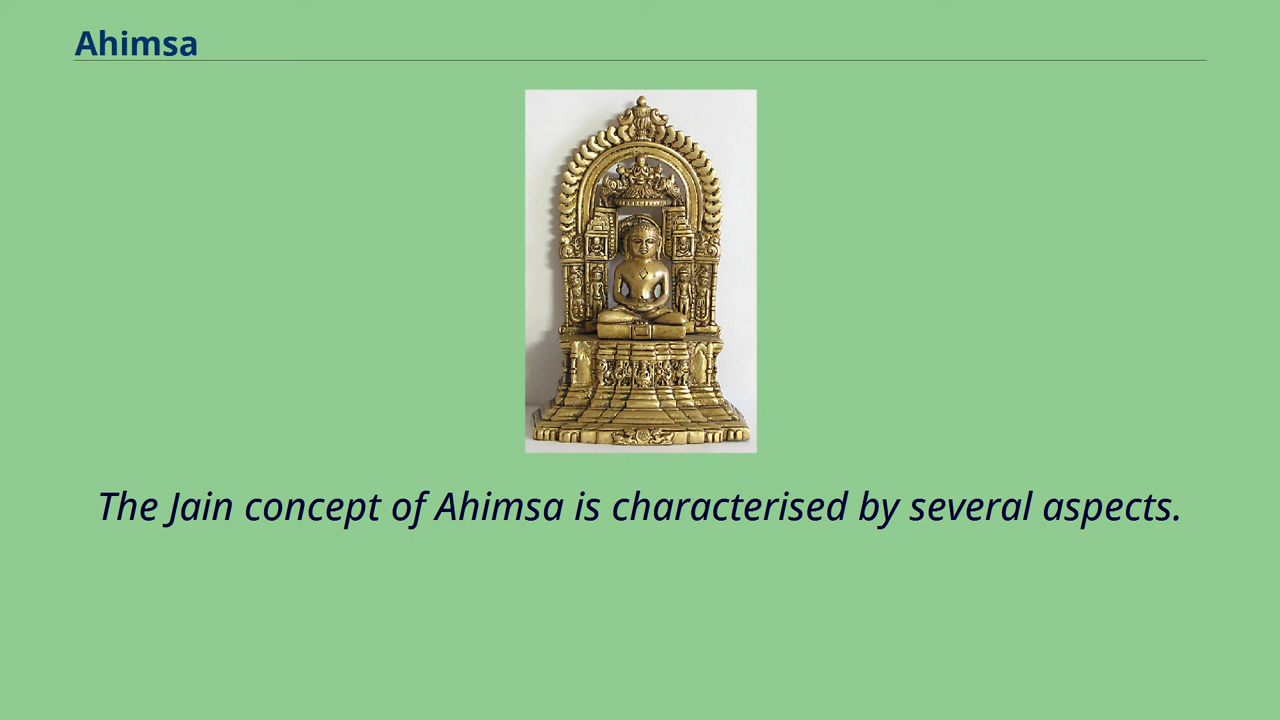 Ahimsa
The Jain concept of Ahimsa is characterised by several aspects.